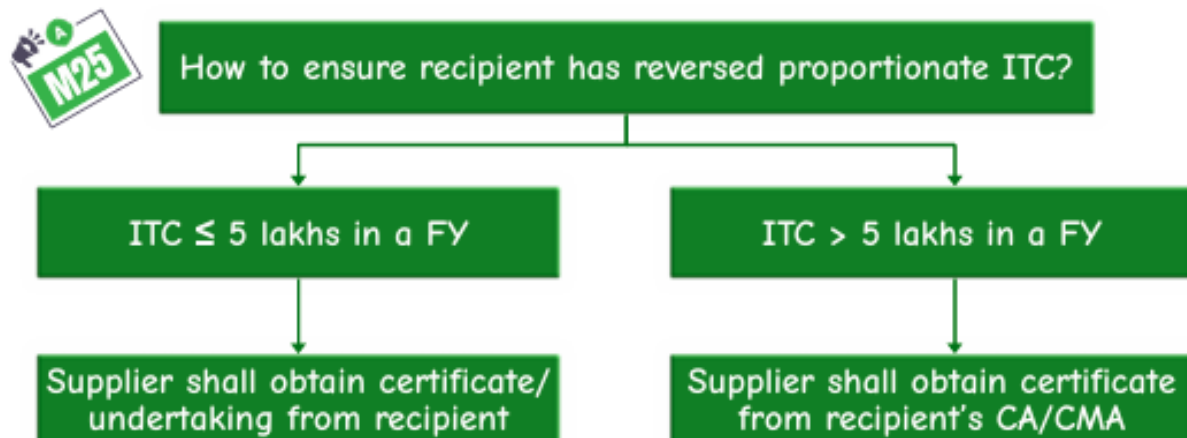 A
M25
How to ensure recipient has reversed proportionate ITC?
ITC ≤ 5 lakhs in a FY
ITC > 5 lakhs in a FY
Supplier shall obtain certificate/
undertaking from recipient
Supplier shall obtain certificate
from recipient's CA/CMA